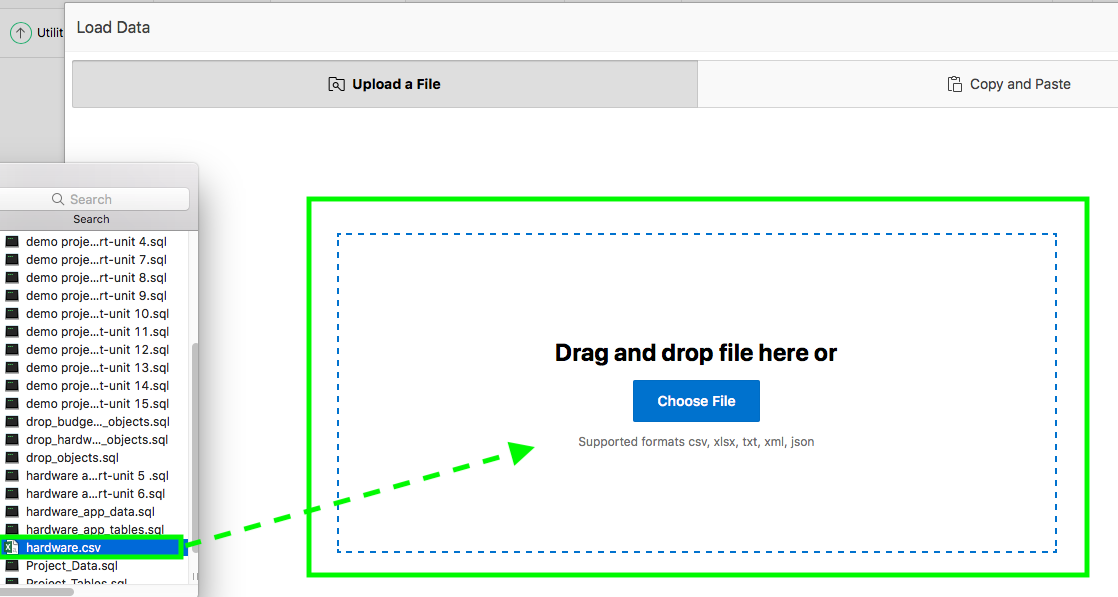 Utilit
Load Data
Upload a File
Copy and Paste
Search
Search
demo proje...rt-unit 4.sql
demo proje...rt-unit 7.sql
demo proje...rt-unit 8.sql
demo proje...rt-unit 9.sql
demo proje...t-unit 10.sql
demo proje...t-unit 11.sql
demo proje...t-unit 12.sql
demo proje...t-unit 13.sql
demo proje...t-unit 14.sql
demo proje...t-unit 15.sql
drop_budge..._objects.sql
drop_hardw..._objects.sql
drop_objects.sql
hardware a...rt-unit 5 .sql
hardware a...rt-unit 6.sql
hardware_app_data.sql
hardware_app_tables.sql
hardware.csv
Project_Data.sql
Project_Tables.sql
Drag and drop file here or
Choose File
Supported formats csv, xlsx, txt, xml, json